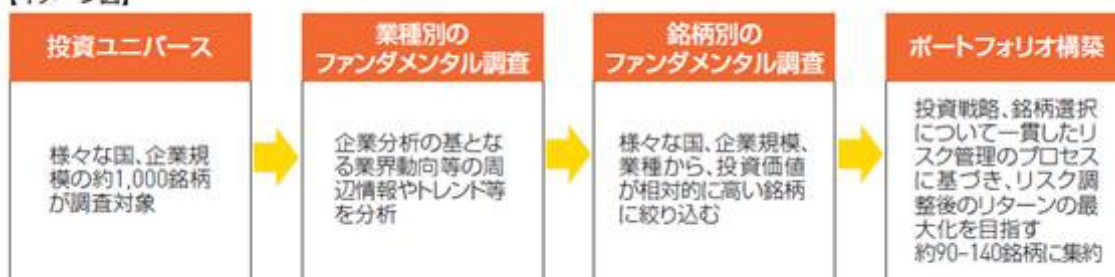 投資ユニバース
様々な国、企業規
模の約1,000銘柄
が調査対象
業種別の
ファンダメンタル調査
企業分析の基とな
る業界動向等の周
辺情報やトレンド等
を分析
銘柄別の
ファンダメンタル調査
様々な国、企業規模、
業種から、投資価値
が相対的に高い銘柄
に絞り込む
ポートフォリオ構築
投資戦略、銘柄選択
について一貫したリ
スク管理のプロセス
に基づき、リスク調
整後のリターンの最
大化を目指す
約90–140銘柄に集約